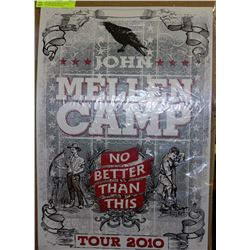 JOHN
MELLEN
CAMP
NO
BETTER
THAN
THIS
TOUR 2010